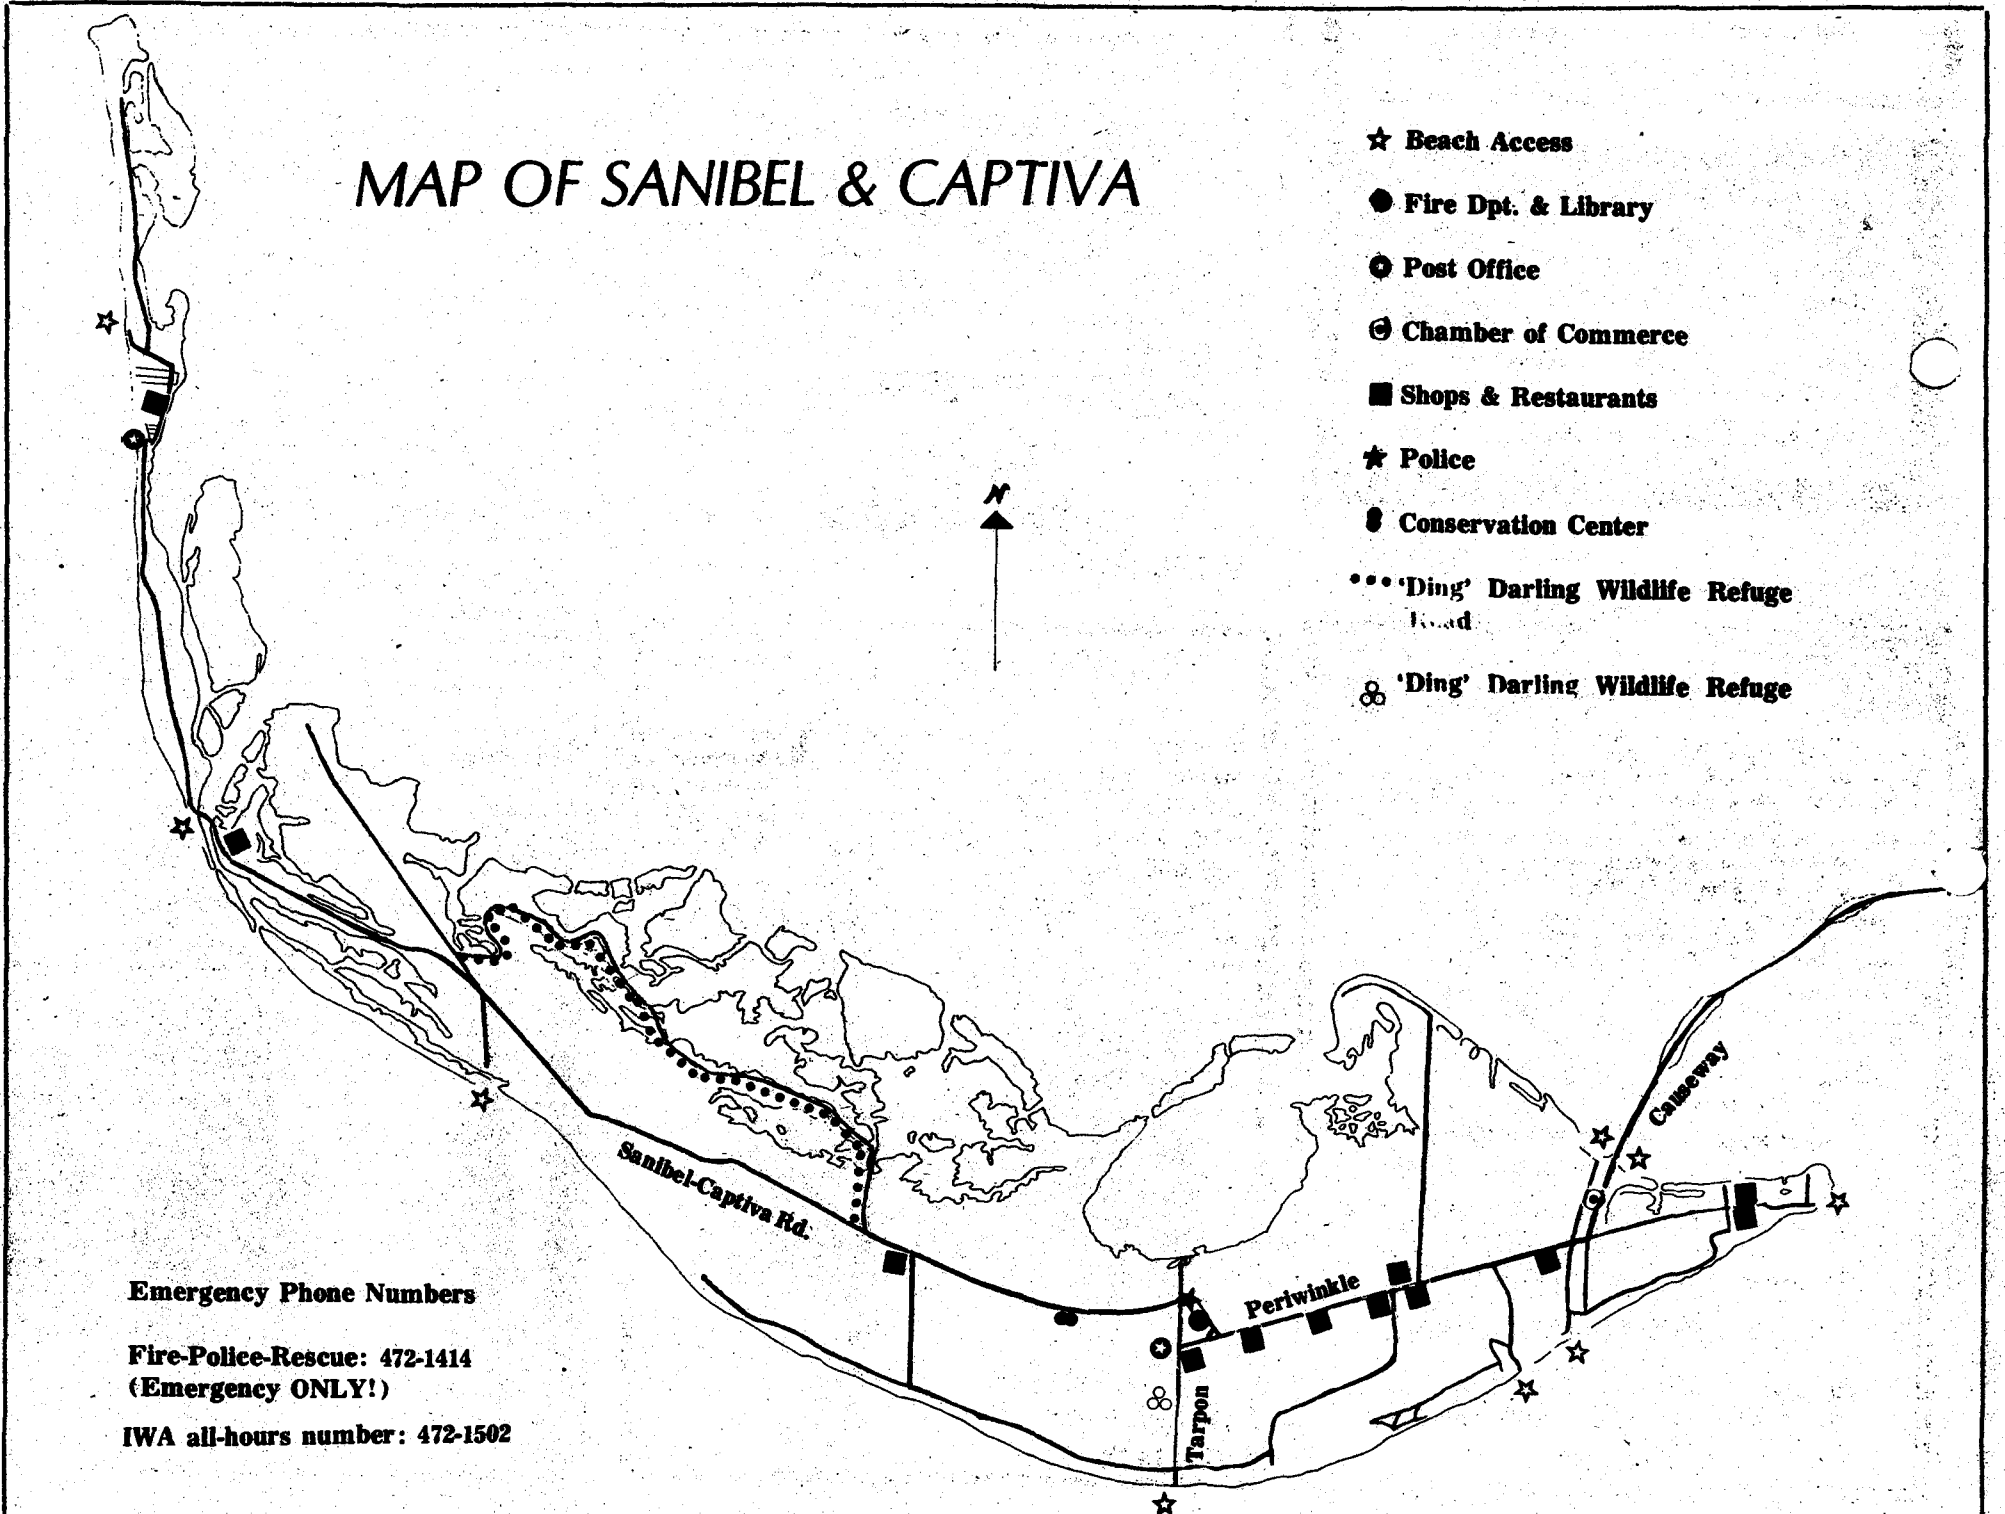 MAP OF SANIBEL & CAPTIVA
Beach Access
Fire Dpt. & Library
Post Office
Chamber of Commerce
Shops & Restaurants
Police
Conservation Center
'Ding' Darling Wildlife Refuge
'Ding' Darling Wildlife Refuge
N
Causeway
Sanibel-Captiva Rd.
Periwinkle
Tarpon
Emergency Phone Numbers
Fire-Police-Rescue: 472-1414
(Emergency ONLY!)
IWA all-hours number: 472-1502